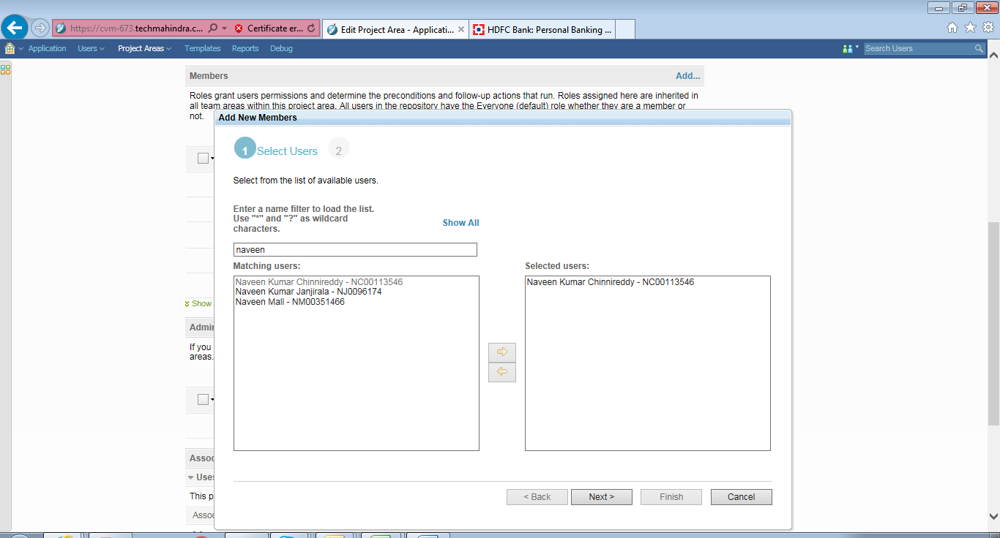 https://cvm-673.techmahindra.c...
Certificate er...
Edit Project Area - Applicati...
HDFC Bank: Personal Banking ...
Application
Users
Project Areas
Templates
Reports
Debug
Search Users
Members
Add...
Roles grant users permissions and determine the preconditions and follow-up actions that run. Roles assigned here are inherited in
all team areas within this project area. All users in the repository have the Everyone (default) role whether they are a member or
not.
Add New Members
1 Select Users 2
Select from the list of available users.
Enter a name filter to load the list.
Use "*" and "?" as wildcard
characters.
Show All
naveen
Matching users:
Selected users:
Naveen Kumar Chinnireddy - NC00113546
Naveen Kumar Janjirala - NJ0096174
Naveen Mall - NM00351466
Naveen Kumar Chinnireddy - NC00113546
Show
Admin
If you
areas.
Assoc
Uses
This p
Assoc
< Back
Next >
Finish
Cancel